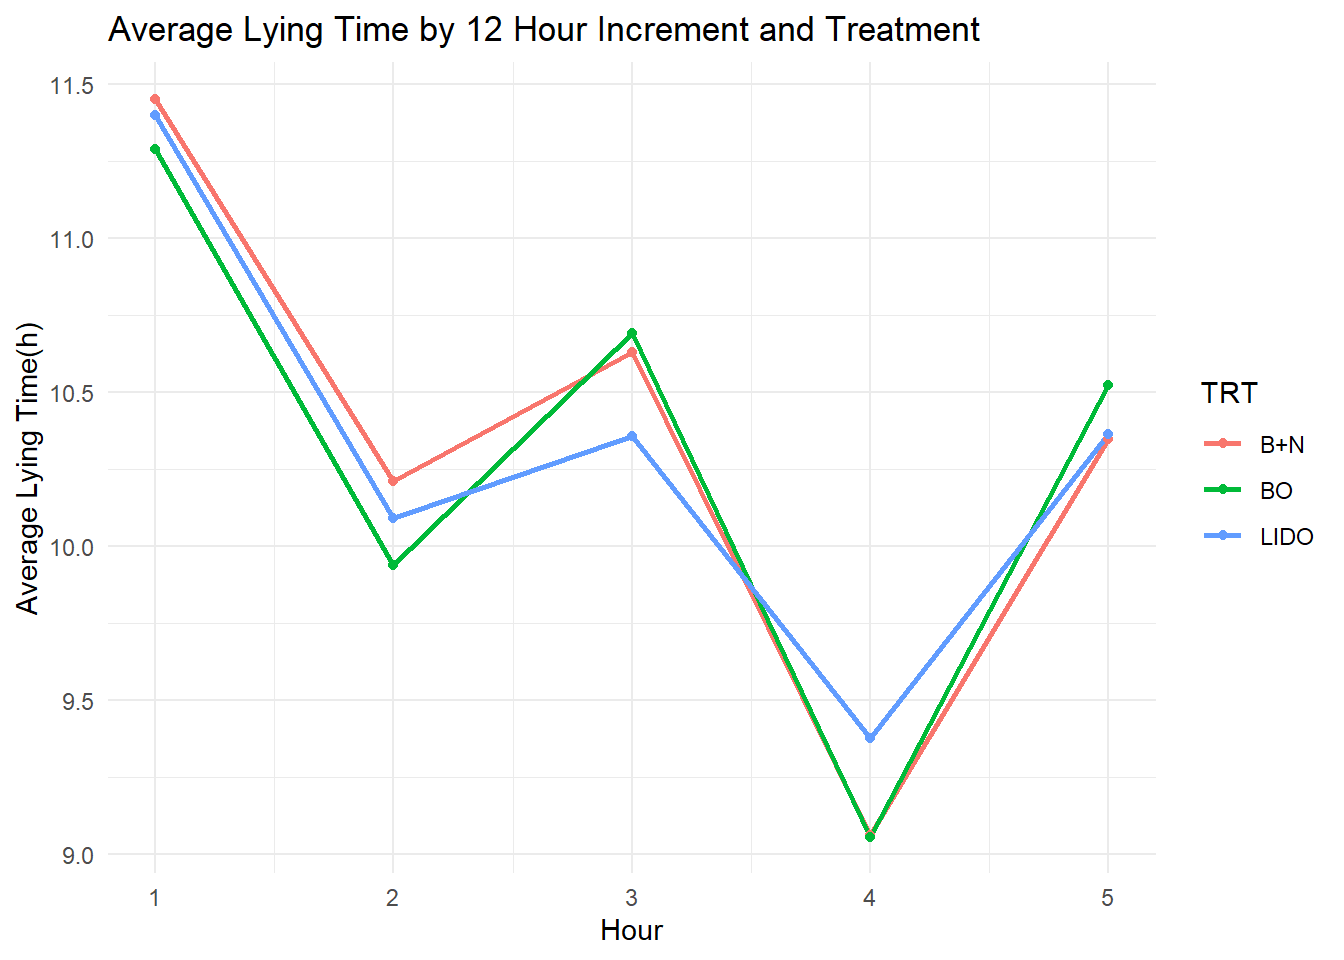 Average Lying Time by 12 Hour Increment and Treatment
11.5
11.0
10.5
10.0
9.5
9.0
Average Lying Time(h)
1 2 3 4 5
Hour
TRT
B+N
BO
LIDO